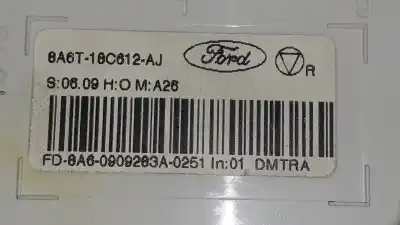 8A6T-18C612-AJ
Ford
R
S:06.09 H:O M:A26
FD-8A6-0909283A-0251 In:01 DMTRA